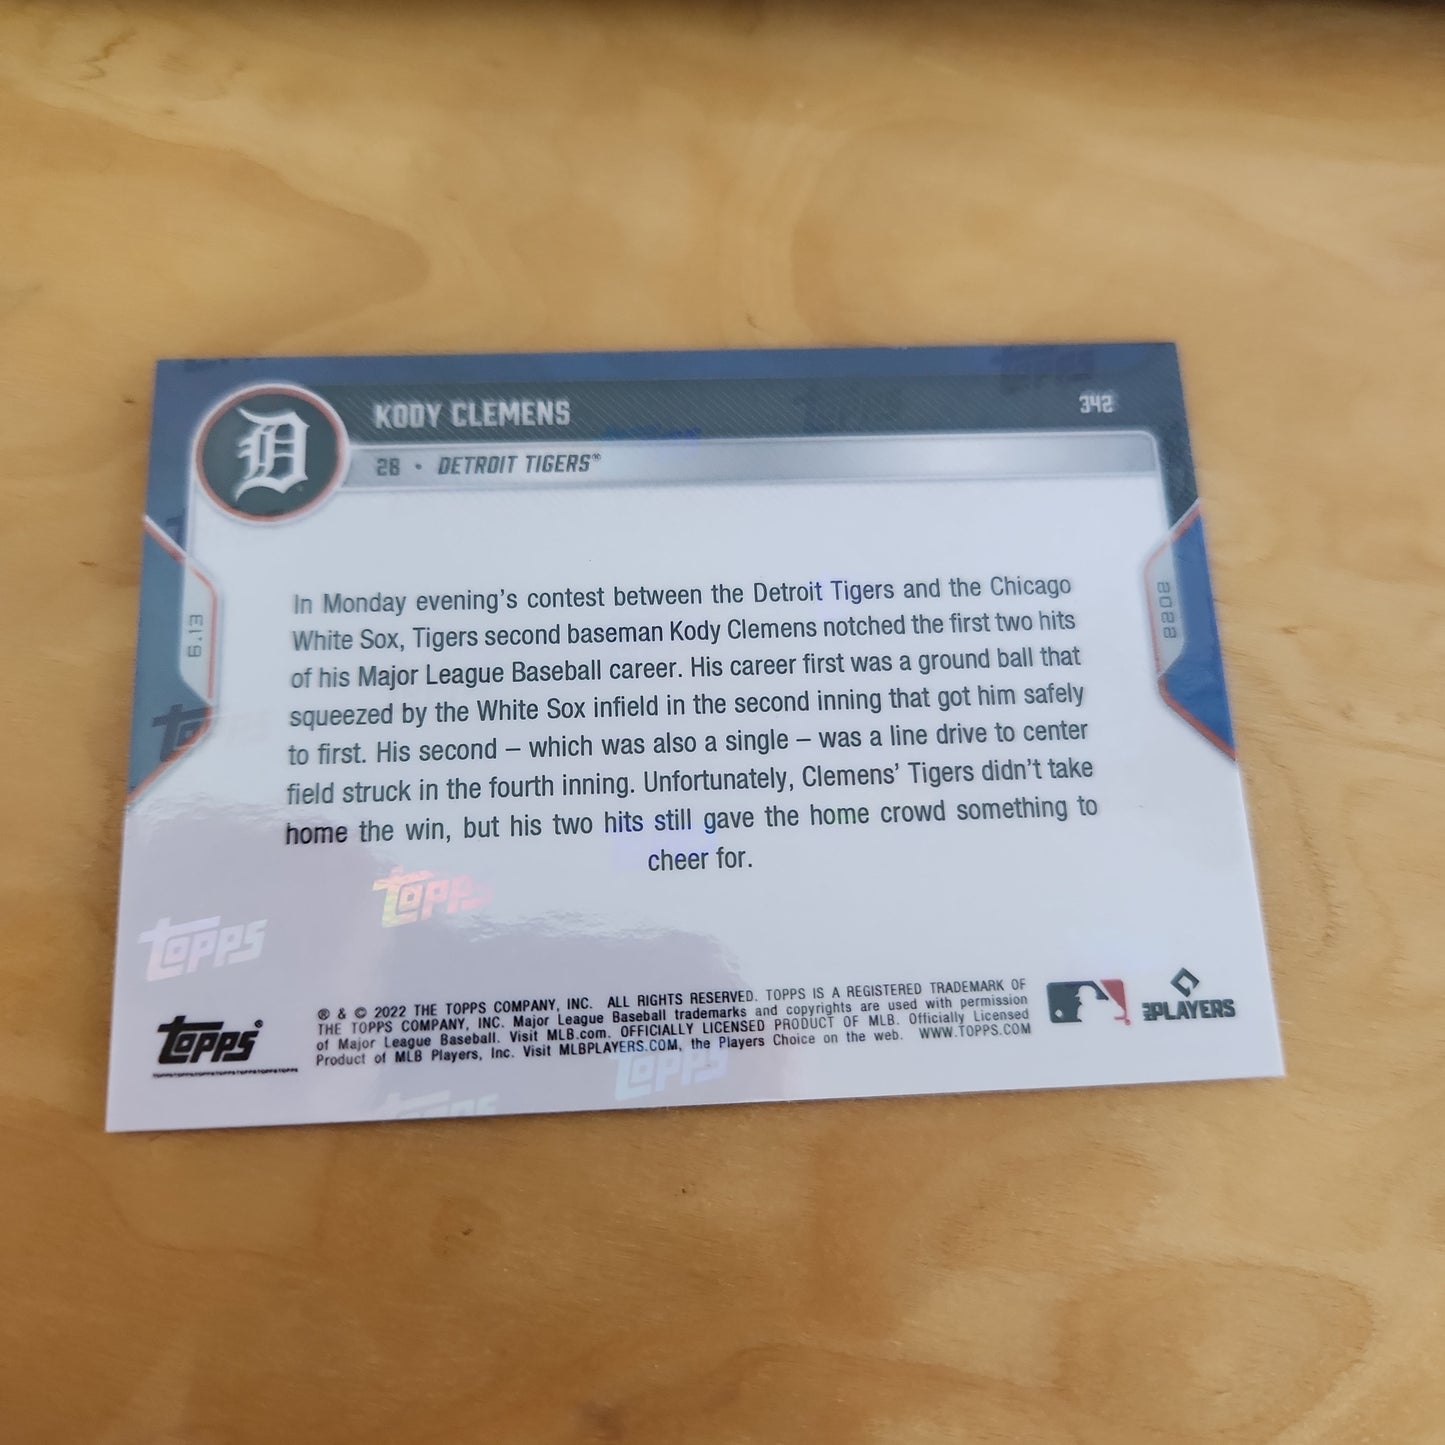 KODY CLEMENS
342
2B • DETROIT TIGERS®
6.13
2022
In Monday evening's contest between the Detroit Tigers and the Chicago
White Sox, Tigers second baseman Kody Clemens notched the first two hits
of his Major League Baseball career. His career first was a ground ball that
squeezed by the White Sox infield in the second inning that got him safely
to first. His second – which was also a single – was a line drive to center
field struck in the fourth inning. Unfortunately, Clemens' Tigers didn't take
home the win, but his two hits still gave the home crowd something to
cheer for.
Topps
Topps
Topps®
® & © 2022 THE TOPPS COMPANY, INC. ALL RIGHTS RESERVED. TOPPS IS A REGISTERED TRADEMARK OF
THE TOPPS COMPANY, INC. Major League Baseball trademarks and copyrights are used with permission
of Major League Baseball. Visit MLB.com. OFFICIALLY LICENSED PRODUCT OF MLB. Officially Licensed
Product of MLB Players, Inc. Visit MLBPLAYERS.COM, the Players Choice on the web. WWW.TOPPS.COM
MLB PLAYERS
Topps